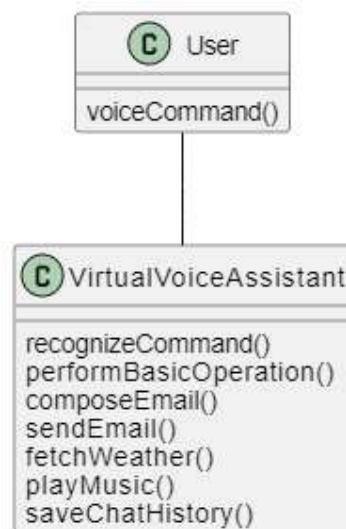 C User
voiceCommand()
C VirtualVoiceAssistant
recognizeCommand()
performBasicOperation()
composeEmail()
sendEmail()
fetchWeather()
playMusic()
saveChatHistory()